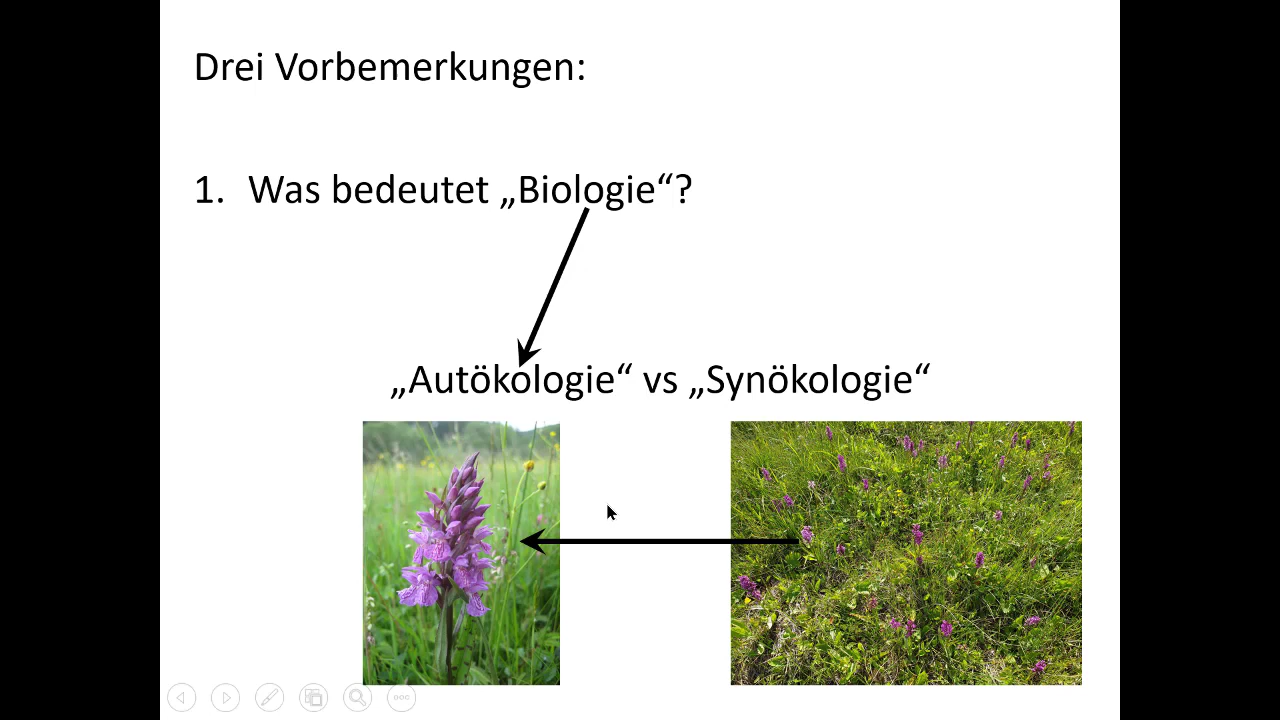 Drei Vorbemerkungen:
1. Was bedeutet „Biologie“?
„Autökologie“ vs „Synökologie“